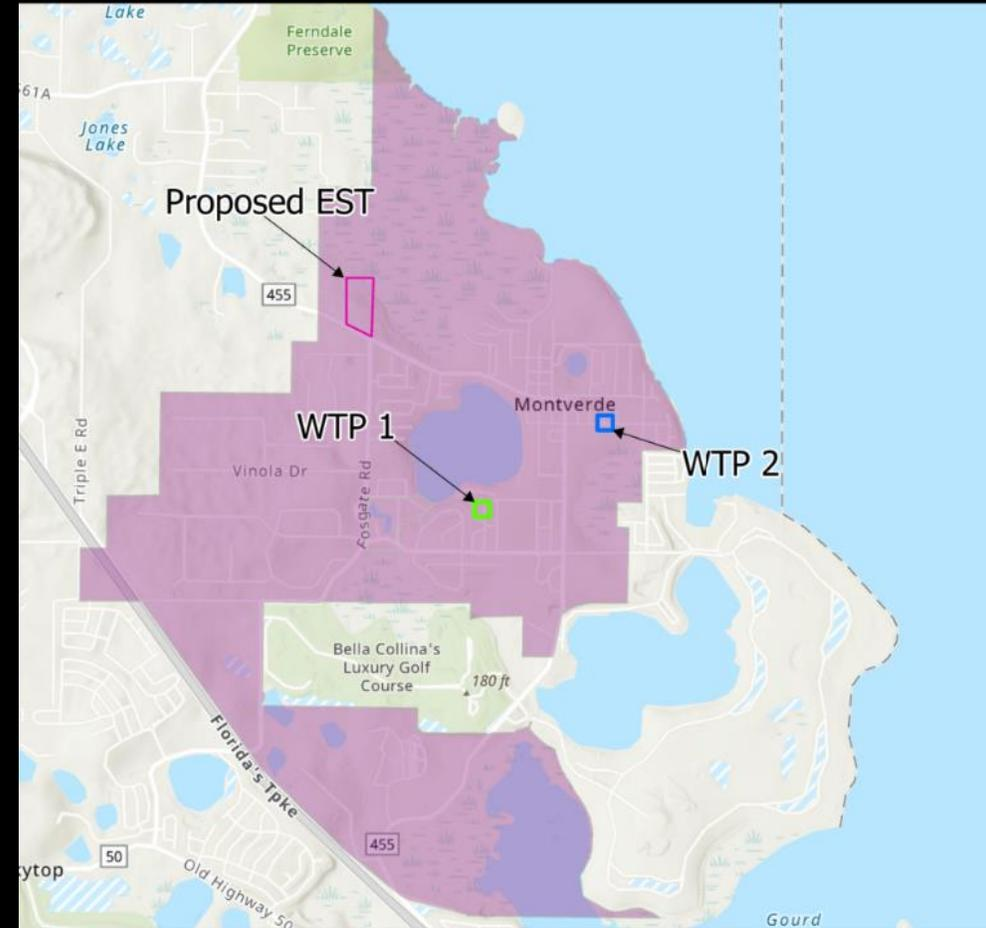 Lake
Ferndale
Preserve
561A
Jones
Lake
Proposed EST
455
Triple E Rd
WTP 1
Montverde
Vinola Dr
Fosgate Rd
WTP 2
Bella Collina's
Luxury Golf
Course
180 ft
Florida's Tpke
455
50
Old Highway 50
Gourd